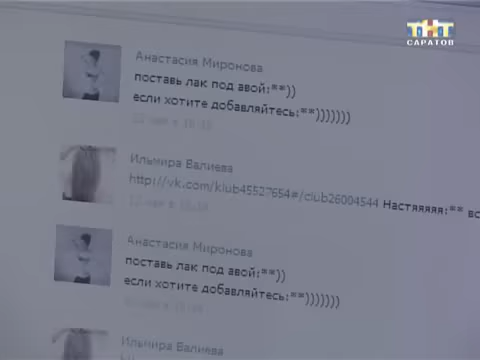 ТНТ
САРАТОВ
Анастасия Миронова
поставь лак под авой:**))
если хотите добавляйтесь:**)))))))
Ильмира Валиева
http://vk.com/klub45527654#/club26004544 Настяяяяя:** вс
Анастасия Миронова
поставь лак под авой:**))
если хотите добавляйтесь:**)))))))
Ильмира Валиева